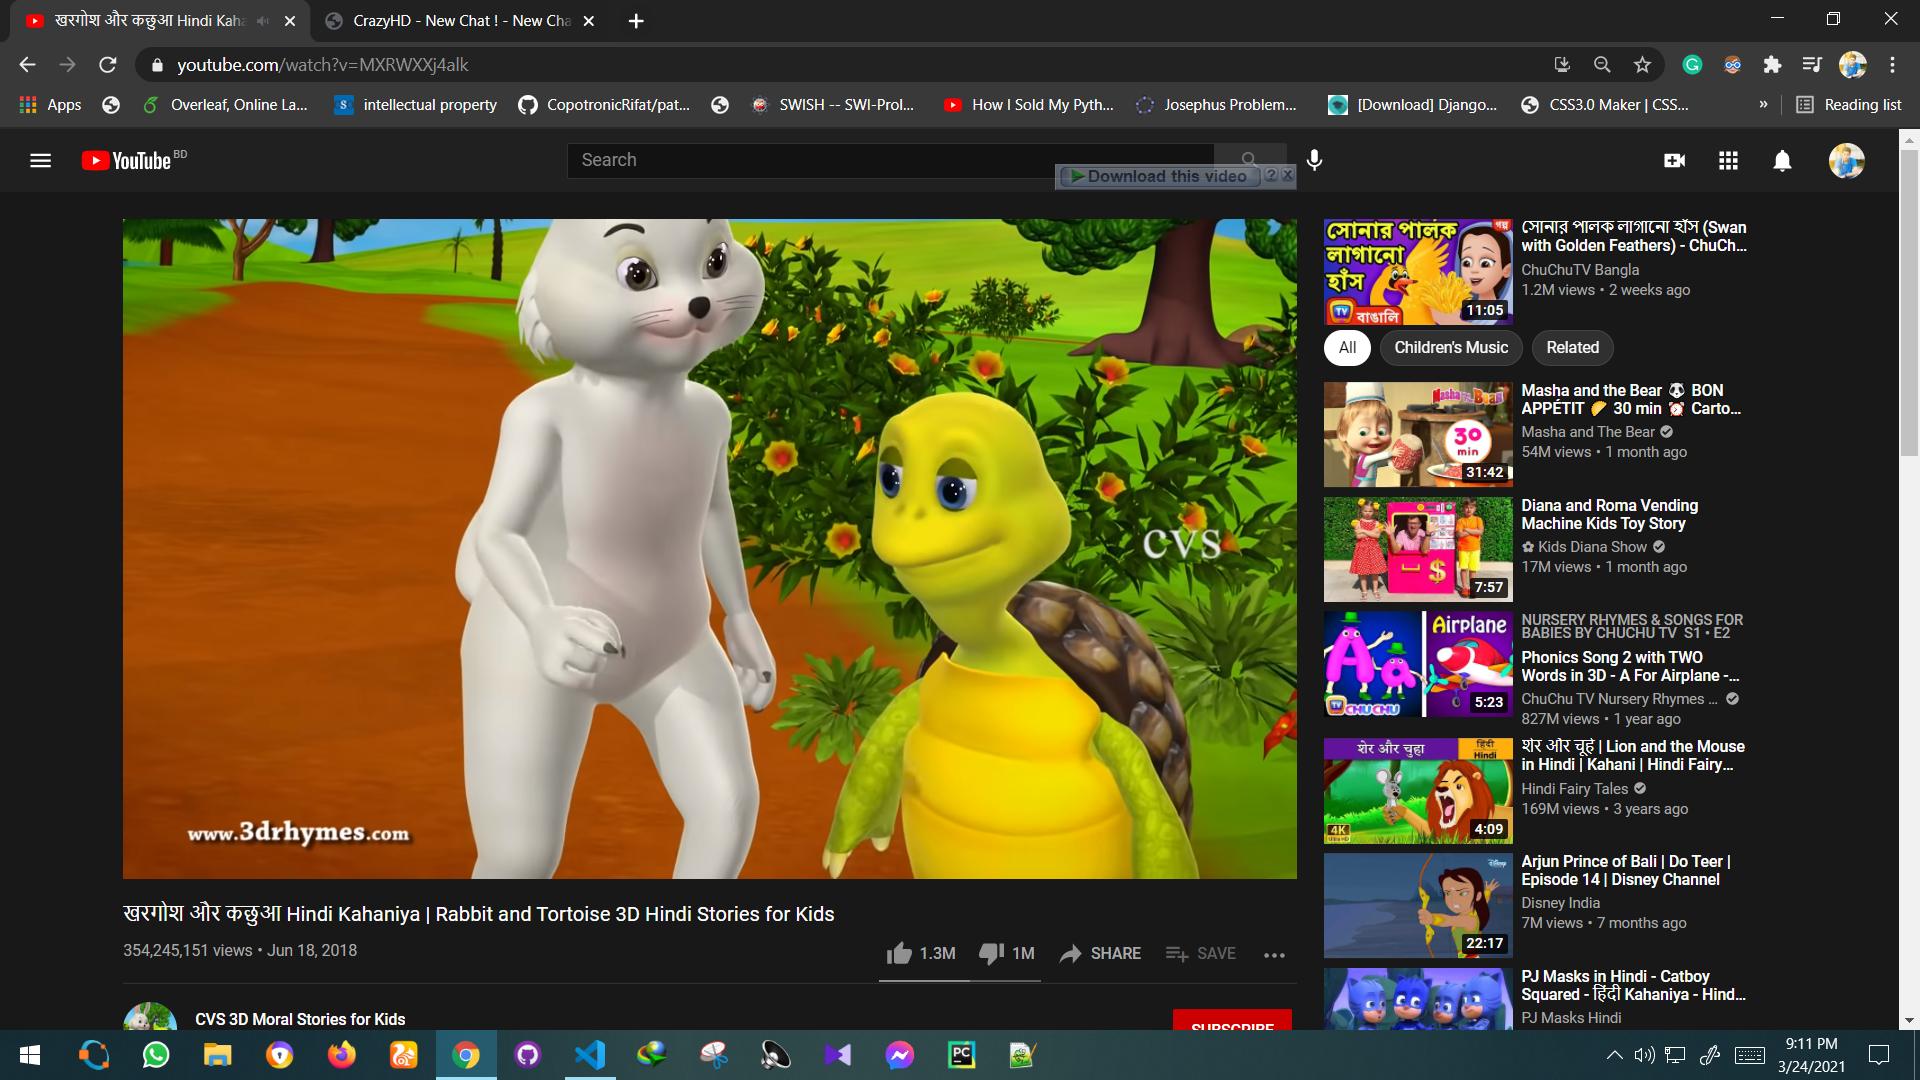 खरगोश और कछुआ Hindi Kaha
CrazyHD - New Chat ! - New Cha
youtube.com/watch?v=MXRWXXj4alk
Apps
Overleaf, Online La...
intellectual property
CopotronicRifat/pat...
SWISH -- SWI-Prol...
How I Sold My Pyth...
Josephus Problem...
[Download] Django...
CSS3.0 Maker | CSS...
»
Reading list
YouTube BD
Search
Download this video
? X
CVS
www.3drhymes.com
खरगोश और कछुआ Hindi Kahaniya | Rabbit and Tortoise 3D Hindi Stories for Kids
354,245,151 views • Jun 18, 2018
1.3M
1M
SHARE
SAVE
CVS 3D Moral Stories for Kids
SUBSCRIBE
সোনার পালক
লাগানো
হাঁস
গল্প
TV বাঙালি
11:05
সোনার পালক লাগানো হাঁস (Swan
with Golden Feathers) - ChuCh...
ChuChuTV Bangla
1.2M views • 2 weeks ago
All
Children's Music
Related
Masha and the Bear
30
min
31:42
Masha and the Bear 🐼 BON
APPÉTIT 🌮 30 min ⏰ Carto...
Masha and The Bear
54M views • 1 month ago
$
7:57
Diana and Roma Vending
Machine Kids Toy Story
✿ Kids Diana Show
17M views • 1 month ago
Airplane
A a
TV CHUCHU
5:23
NURSERY RHYMES & SONGS FOR
BABIES BY CHUCHU TV S1 • E2
Phonics Song 2 with TWO
Words in 3D - A For Airplane -...
ChuChu TV Nursery Rhymes ...
827M views • 1 year ago
शेर और चुहा
हिंदी
Hindi
4K
4:09
शेर और चूहे | Lion and the Mouse
in Hindi | Kahani | Hindi Fairy...
Hindi Fairy Tales
169M views • 3 years ago
Disney
22:17
Arjun Prince of Bali | Do Teer |
Episode 14 | Disney Channel
Disney India
7M views • 7 months ago
PJ Masks in Hindi - Catboy
Squared - हिंदी Kahaniya - Hind...
PJ Masks Hindi
PC
9:11 PM
3/24/2021